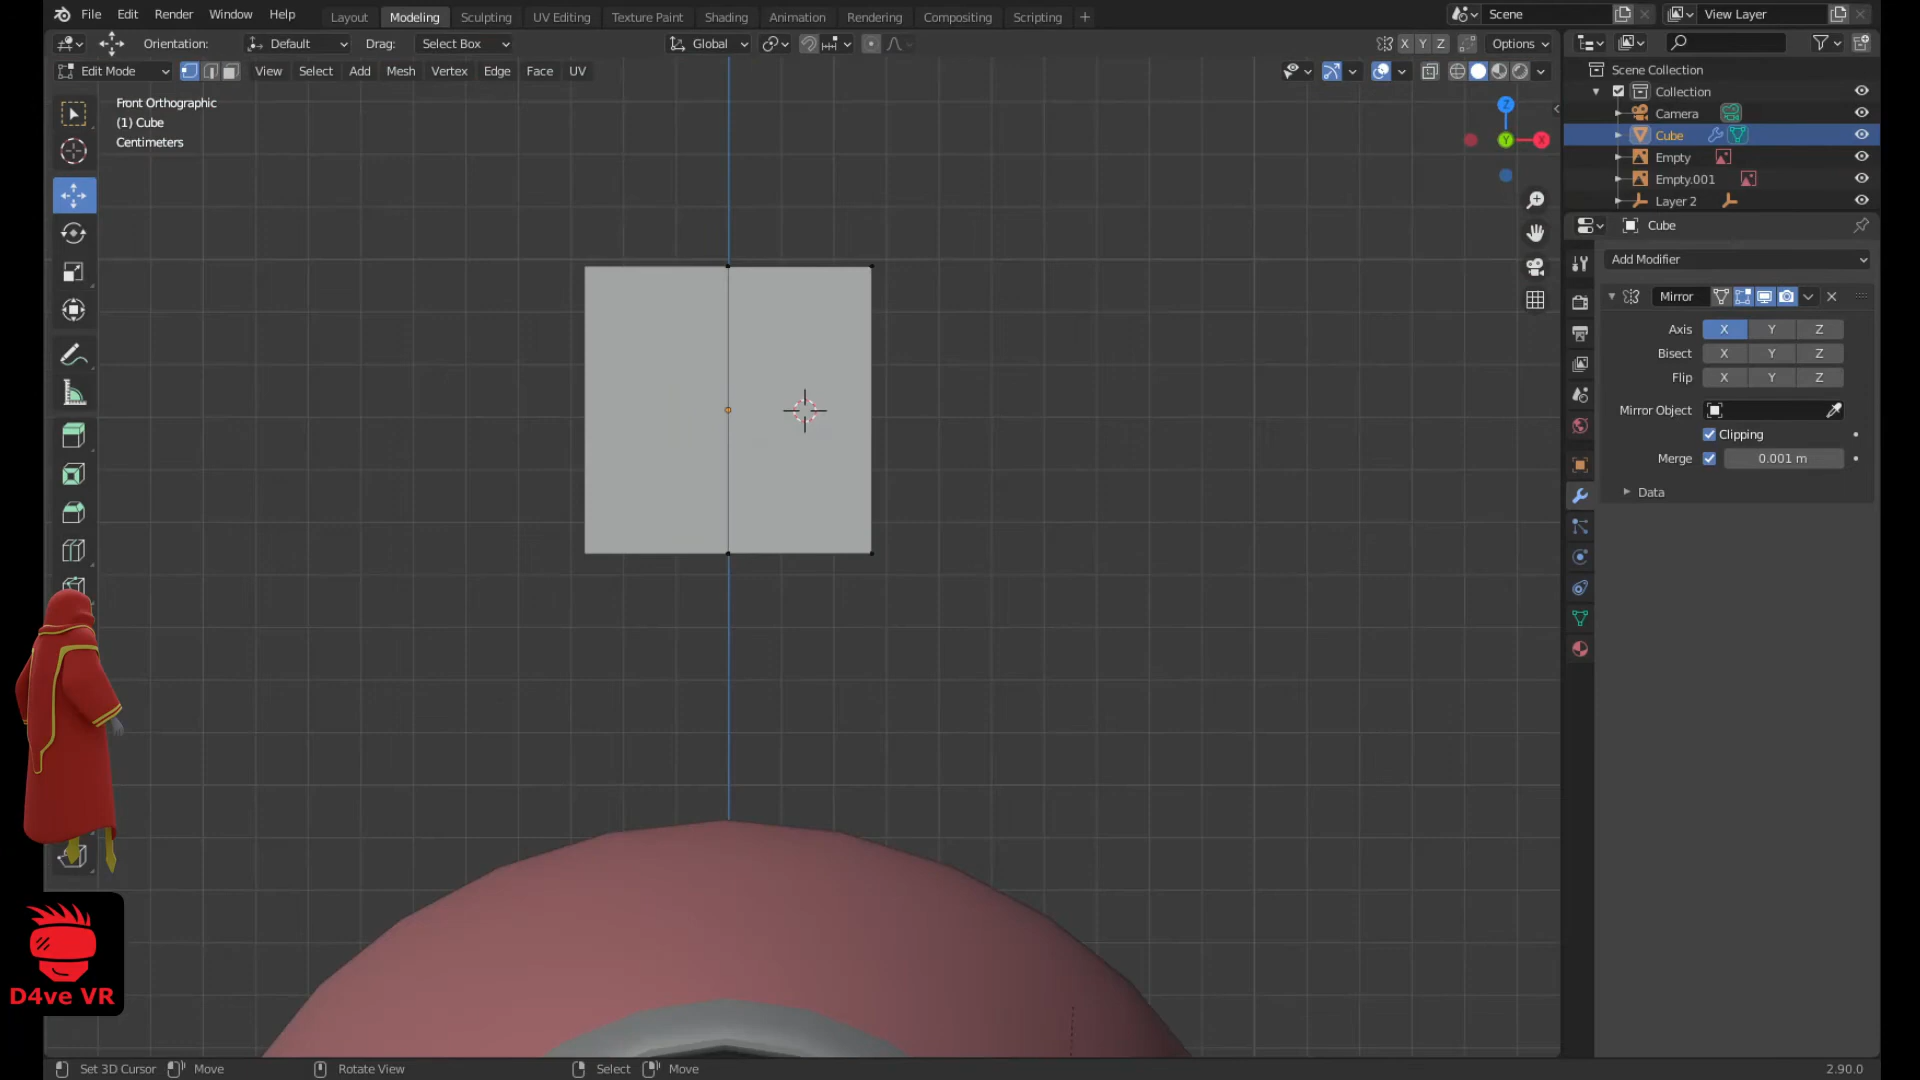 File Edit Render Window Help
Layout Modeling Sculpting UV Editing Texture Paint Shading Animation Rendering Compositing Scripting +
Scene
View Layer
Orientation: Default Drag: Select Box
Global
X Y Z Options
Edit Mode View Select Add Mesh Vertex Edge Face UV
Front Orthographic
(1) Cube
Centimeters
Z
Y
X
Scene Collection
Collection
Camera
Cube
Empty
Empty.001
Layer 2
Cube
Add Modifier
Mirror
Axis X Y Z
Bisect X Y Z
Flip X Y Z
Mirror Object
Clipping
Merge 0.001 m
Data
D4ve VR
Set 3D Cursor Move Rotate View Select Move 2.90.0